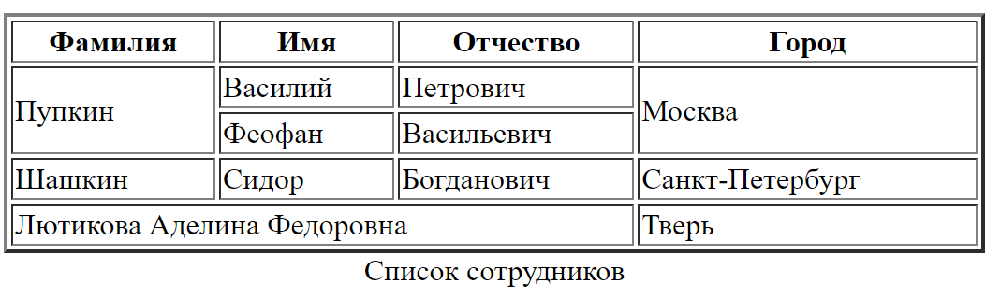 Фамилия Имя Отчество Город
Пупкин Василий Петрович Москва
Феофан Васильевич
Шашкин Сидор Богданович Санкт-Петербург
Лютикова Аделина Федоровна Тверь
Список сотрудников